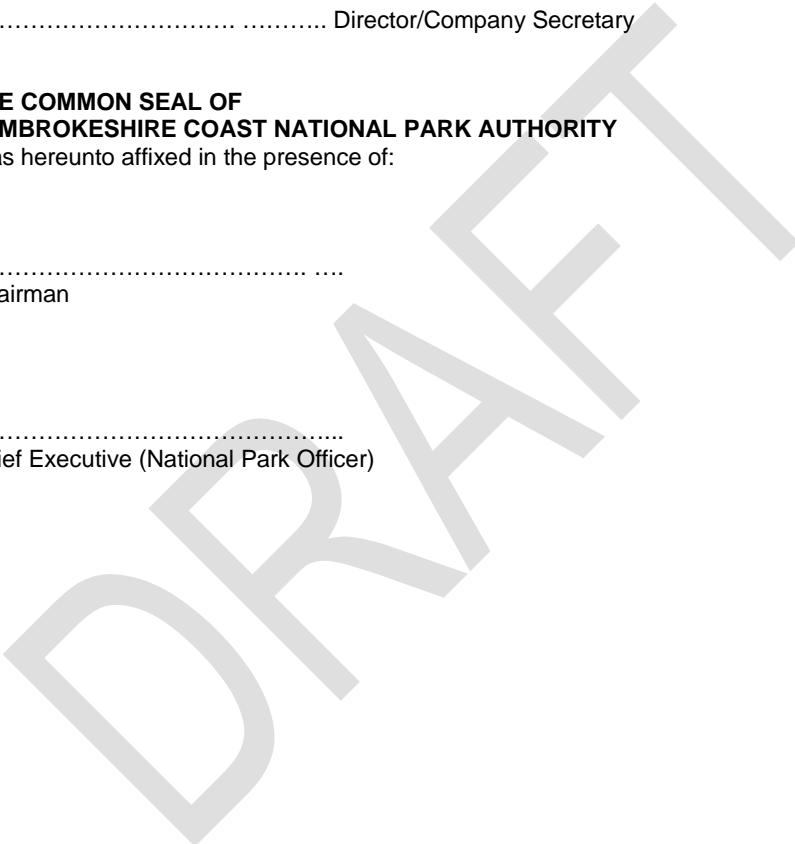 ………………………….. ……….. Director/Company Secretary
E COMMON SEAL OF
MBROKESHIRE COAST NATIONAL PARK AUTHORITY
as hereunto affixed in the presence of:
…………………………………. ….
airman
……………………………………...
ief Executive (National Park Officer)
DRAFT